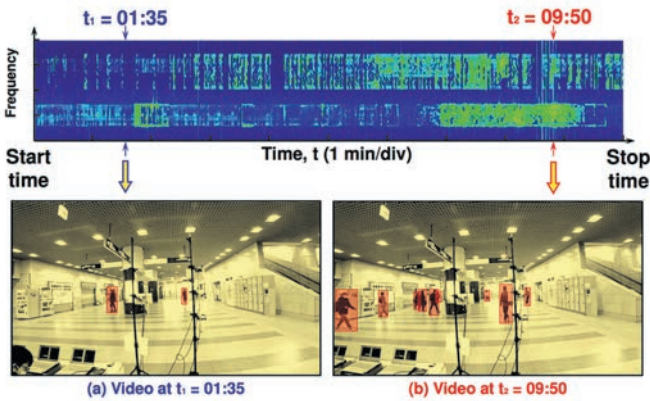 t₁ = 01:35
t₂ = 09:50
Frequency
Start time
Time, t (1 min/div)
Stop time
(a) Video at t₁ = 01:35
(b) Video at t₂ = 09:50